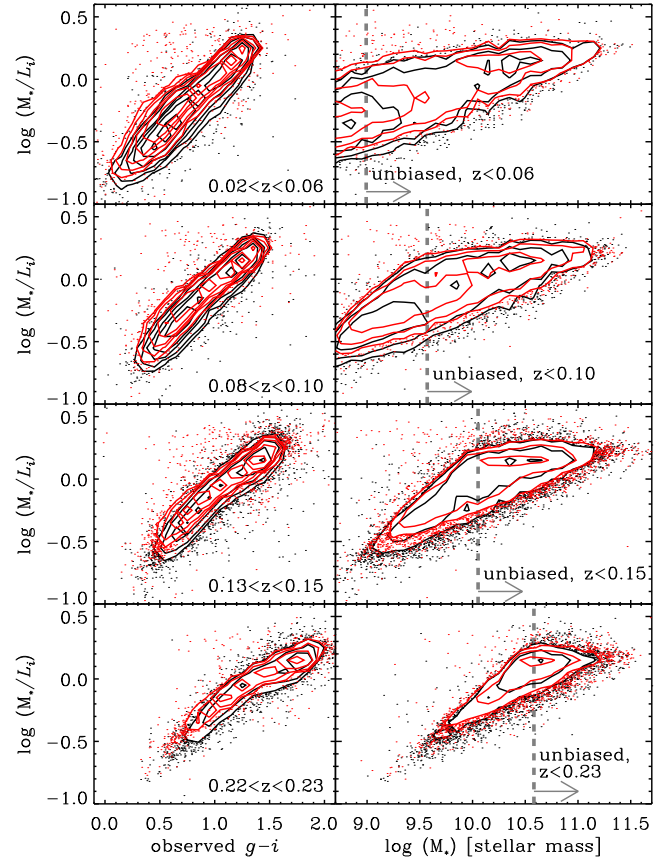 0.5
0.0
−0.5
−1.0
log (M⋆/Li)
0.02<z<0.06
unbiased, z<0.06
0.5
0.0
−0.5
−1.0
log (M⋆/Li)
0.08<z<0.10
unbiased, z<0.10
0.5
0.0
−0.5
−1.0
log (M⋆/Li)
0.13<z<0.15
unbiased, z<0.15
0.5
0.0
−0.5
−1.0
log (M⋆/Li)
0.22<z<0.23
unbiased,
z<0.23
0.0 0.5 1.0 1.5 2.0
9.0 9.5 10.0 10.5 11.0 11.5
observed g−i
log (M⋆) [stellar mass]